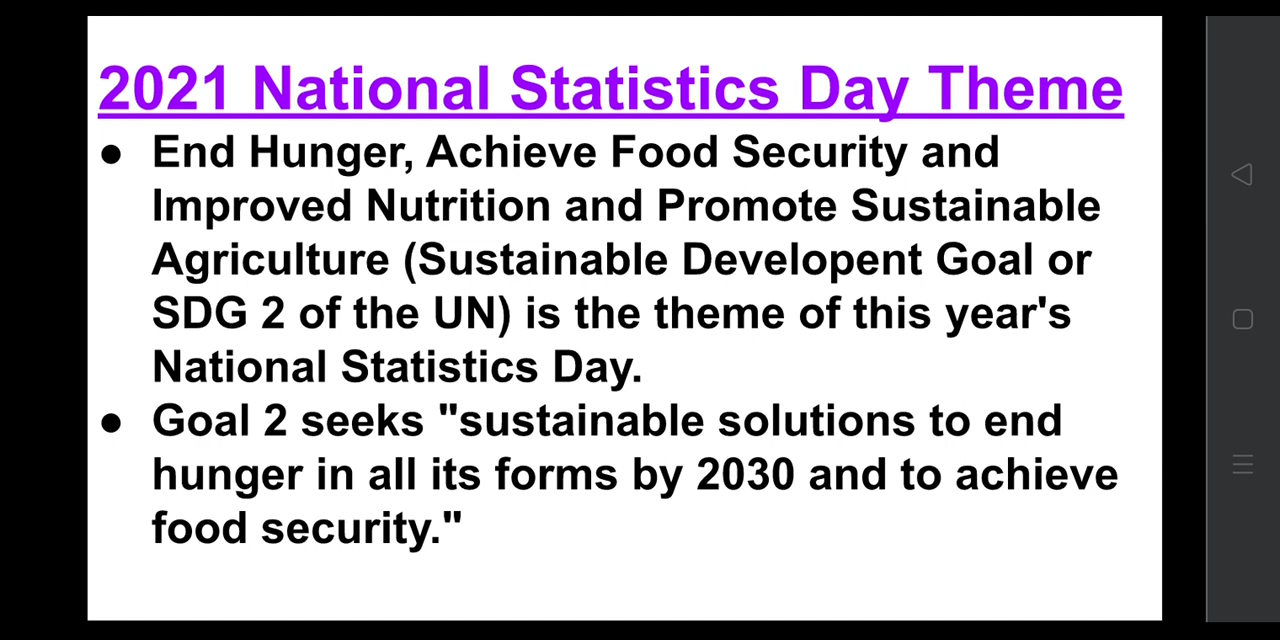 2021 National Statistics Day Theme
● End Hunger, Achieve Food Security and
Improved Nutrition and Promote Sustainable
Agriculture (Sustainable Developent Goal or
SDG 2 of the UN) is the theme of this year's
National Statistics Day.
● Goal 2 seeks "sustainable solutions to end
hunger in all its forms by 2030 and to achieve
food security."